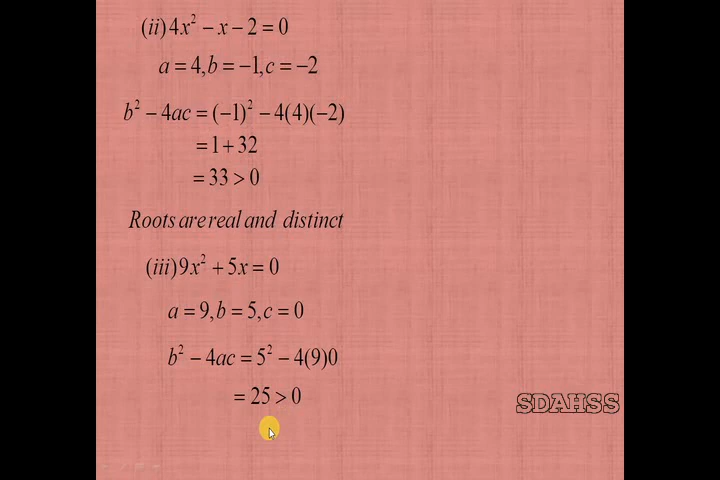 (ii) 4x² − x − 2 = 0
a = 4, b = −1, c = −2
b² − 4ac = (−1)² − 4(4)(−2)
= 1 + 32
= 33 > 0
Roots are real and distinct
(iii) 9x² + 5x = 0
a = 9, b = 5, c = 0
b² − 4ac = 5² − 4(9)0
= 25 > 0
SDAHSS